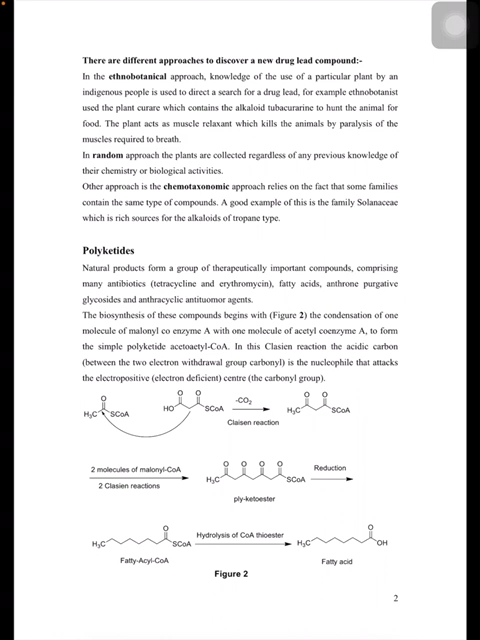 There are different approaches to discover a new drug lead compound:-
In the ethnobotanical approach, knowledge of the use of a particular plant by an
indigenous people is used to direct a search for a drug lead, for example ethnobotanist
used the plant curare which contains the alkaloid tubacurarine to hunt the animal for
food. The plant acts as muscle relaxant which kills the animals by paralysis of the
muscles required to breath.
In random approach the plants are collected regardless of any previous knowledge of
their chemistry or biological activities.
Other approach is the chemotaxonomic approach relies on the fact that some families
contain the same type of compounds. A good example of this is the family Solanaceae
which is rich sources for the alkaloids of tropane type.
Polyketides
Natural products form a group of therapeutically important compounds, comprising
many antibiotics (tetracycline and erythromycin), fatty acids, anthrone purgative
glycosides and anthracyclic antituomor agents.
The biosynthesis of these compounds begins with (Figure 2) the condensation of one
molecule of malonyl co enzyme A with one molecule of acetyl coenzyme A, to form
the simple polyketide acetoaetyl-CoA. In this Clasien reaction the acidic carbon
(between the two electron withdrawal group carbonyl) is the nucleophile that attacks
the electropositive (electron deficient) centre (the carbonyl group).
O O O O O
H3C SCoA HO SCoA -CO2 H3C SCoA
Claisen reaction
2 molecules of malonyl-CoA
2 Clasien reactions
O O O O
H3C SCoA
Reduction
ply-ketoester
O O
H3C SCoA Hydrolysis of CoA thioester H3C OH
Fatty-Acyl-CoA Fatty acid
Figure 2
2